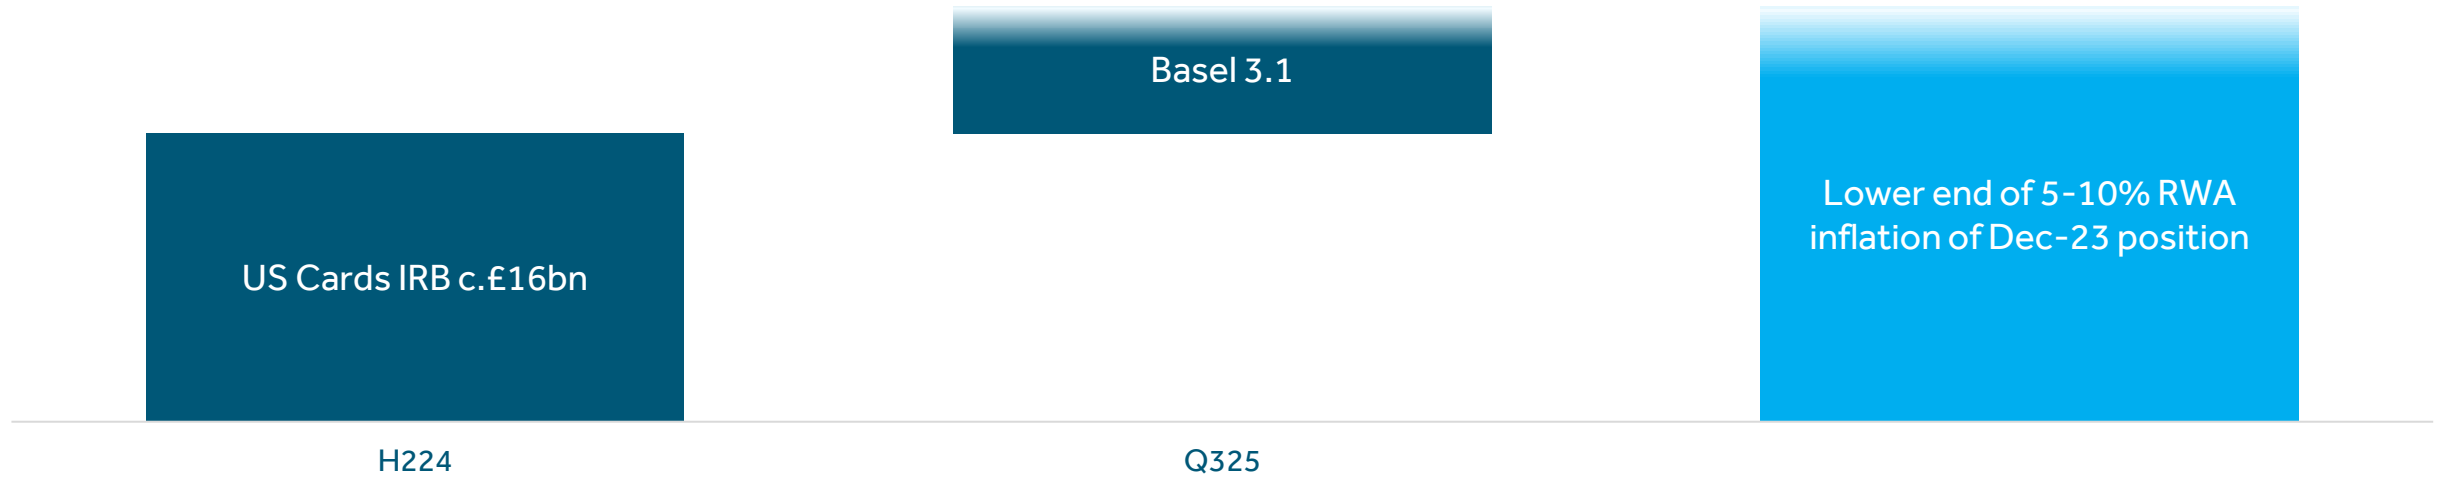 Basel 3.1
US Cards IRB c.£16bn
Lower end of 5-10% RWA
inflation of Dec-23 position
H224
Q325